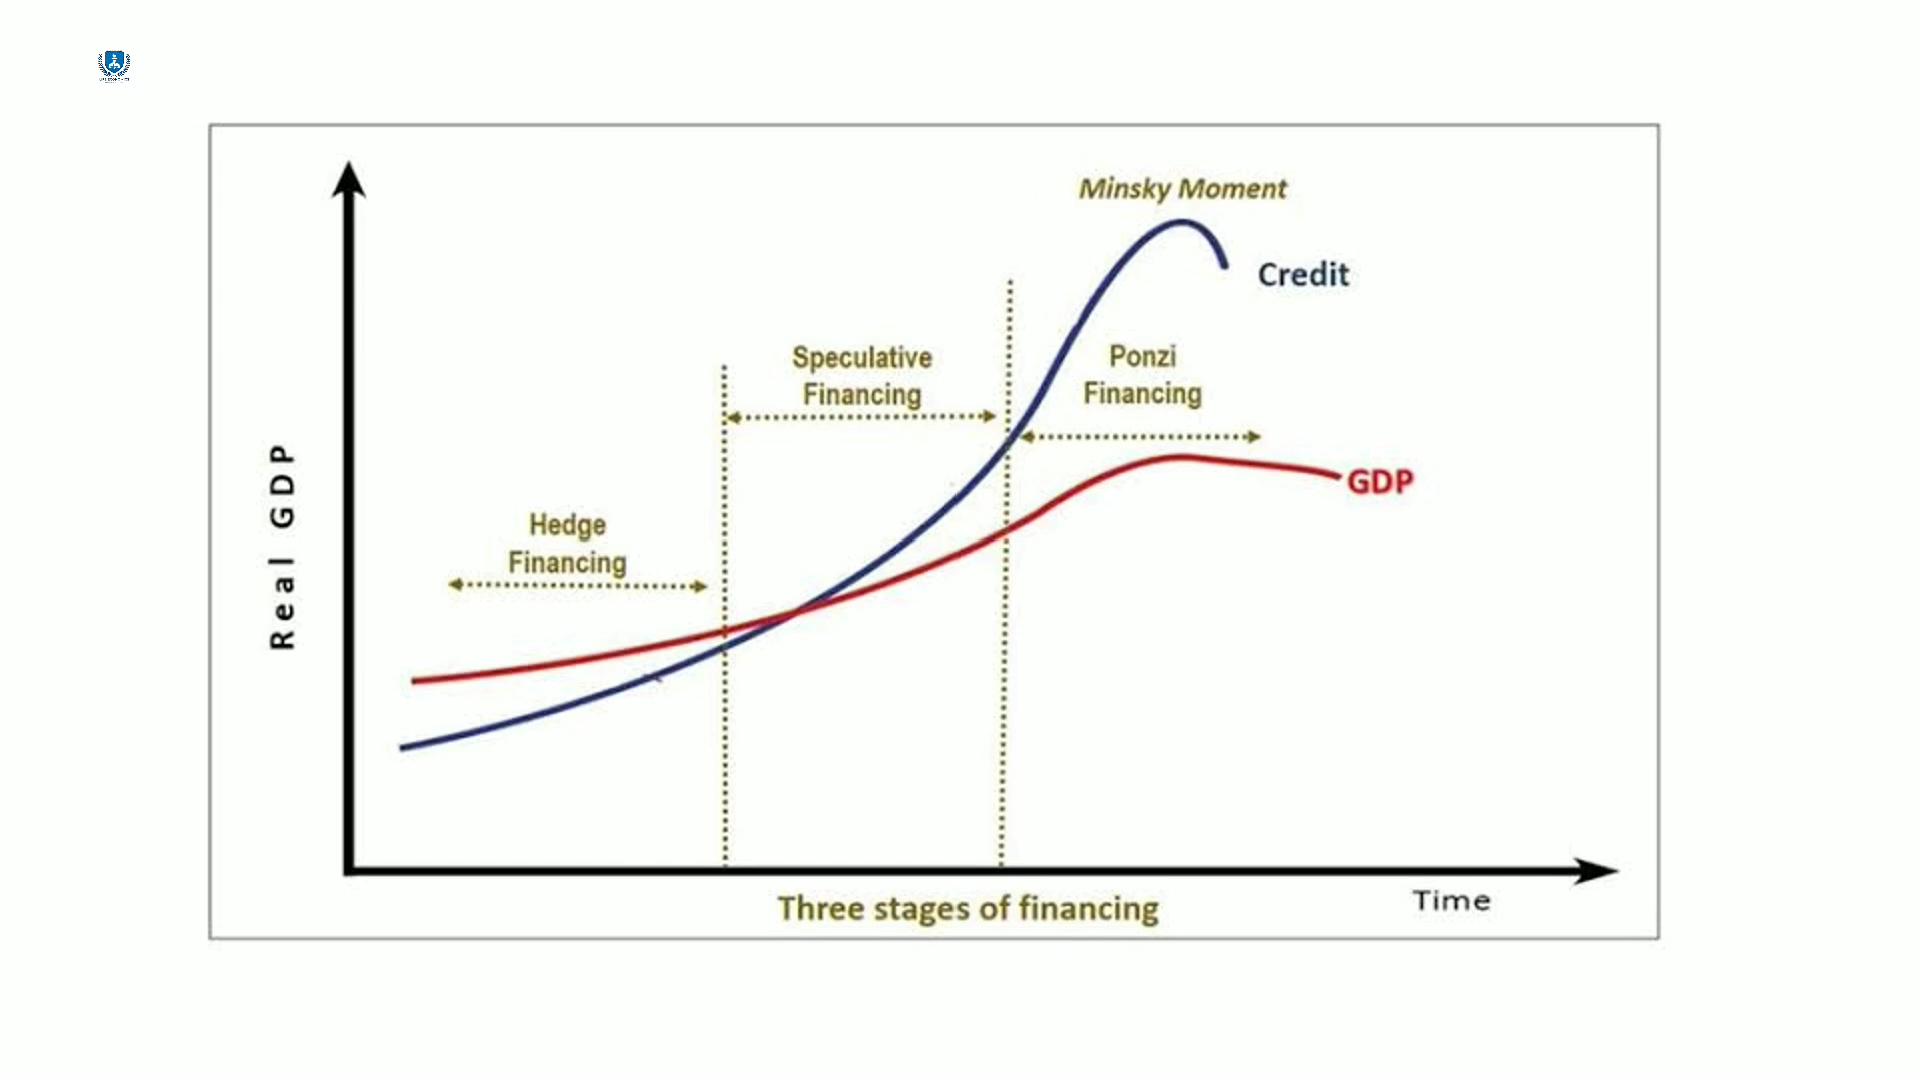 Minsky Moment
Credit
Speculative
Financing
Ponzi
Financing
GDP
Hedge
Financing
Real GDP
Time
Three stages of financing